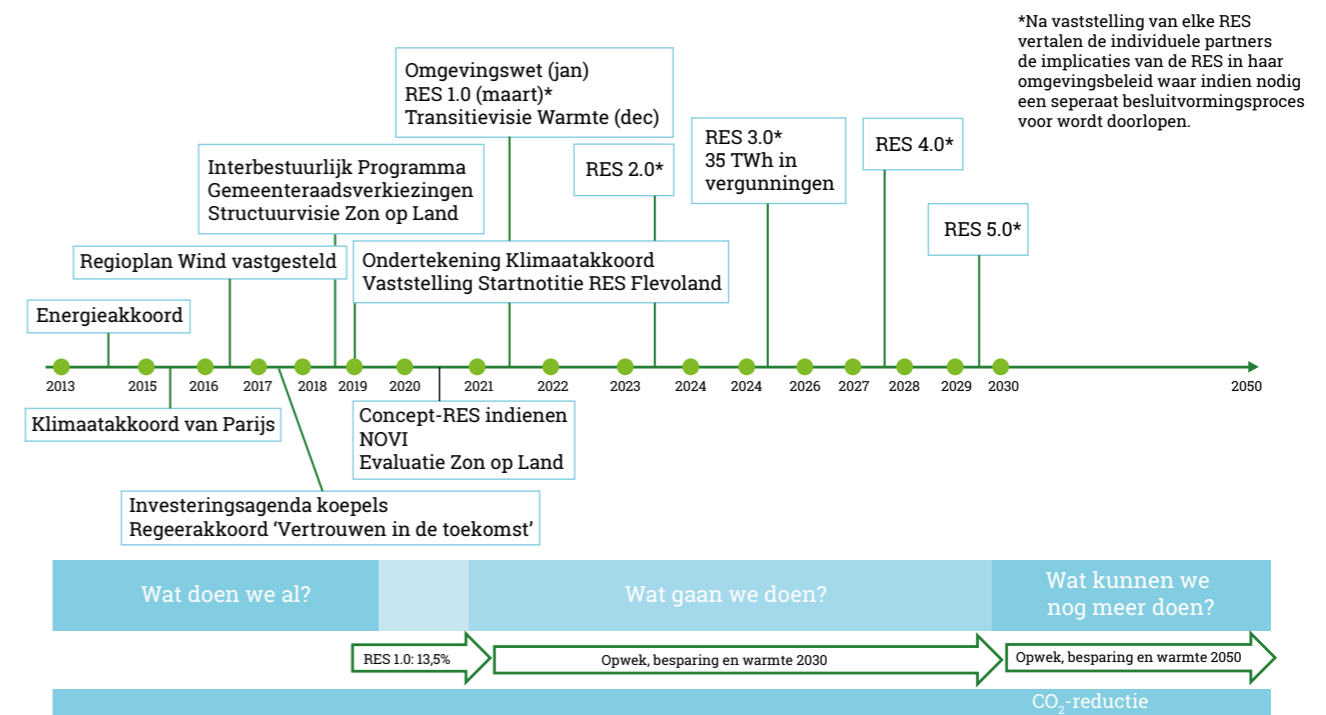 *Na vaststelling van elke RES
vertalen de individuele partners
de implicaties van de RES in haar
omgevingsbeleid waar indien nodig
een seperaat besluitvormingsproces
voor wordt doorlopen.
Omgevingswet (jan)
RES 1.0 (maart)*
Transitievisie Warmte (dec)
RES 3.0*
35 TWh in
vergunningen
RES 4.0*
Interbestuurlijk Programma
Gemeenteraadsverkiezingen
Structuurvisie Zon op Land
RES 2.0*
RES 5.0*
Regioplan Wind vastgesteld
Ondertekening Klimaatakkoord
Vaststelling Startnotitie RES Flevoland
Energieakkoord
2013 2015 2016 2017 2018 2019 2020 2021 2022 2023 2024 2024 2026 2027 2028 2029 2030 2050
Klimaatakkoord van Parijs
Concept-RES indienen
NOVI
Evaluatie Zon op Land
Investeringsagenda koepels
Regeerakkoord ‘Vertrouwen in de toekomst’
Wat doen we al?
Wat gaan we doen?
Wat kunnen we
nog meer doen?
RES 1.0: 13,5%
Opwek, besparing en warmte 2030
Opwek, besparing en warmte 2050
CO₂-reductie